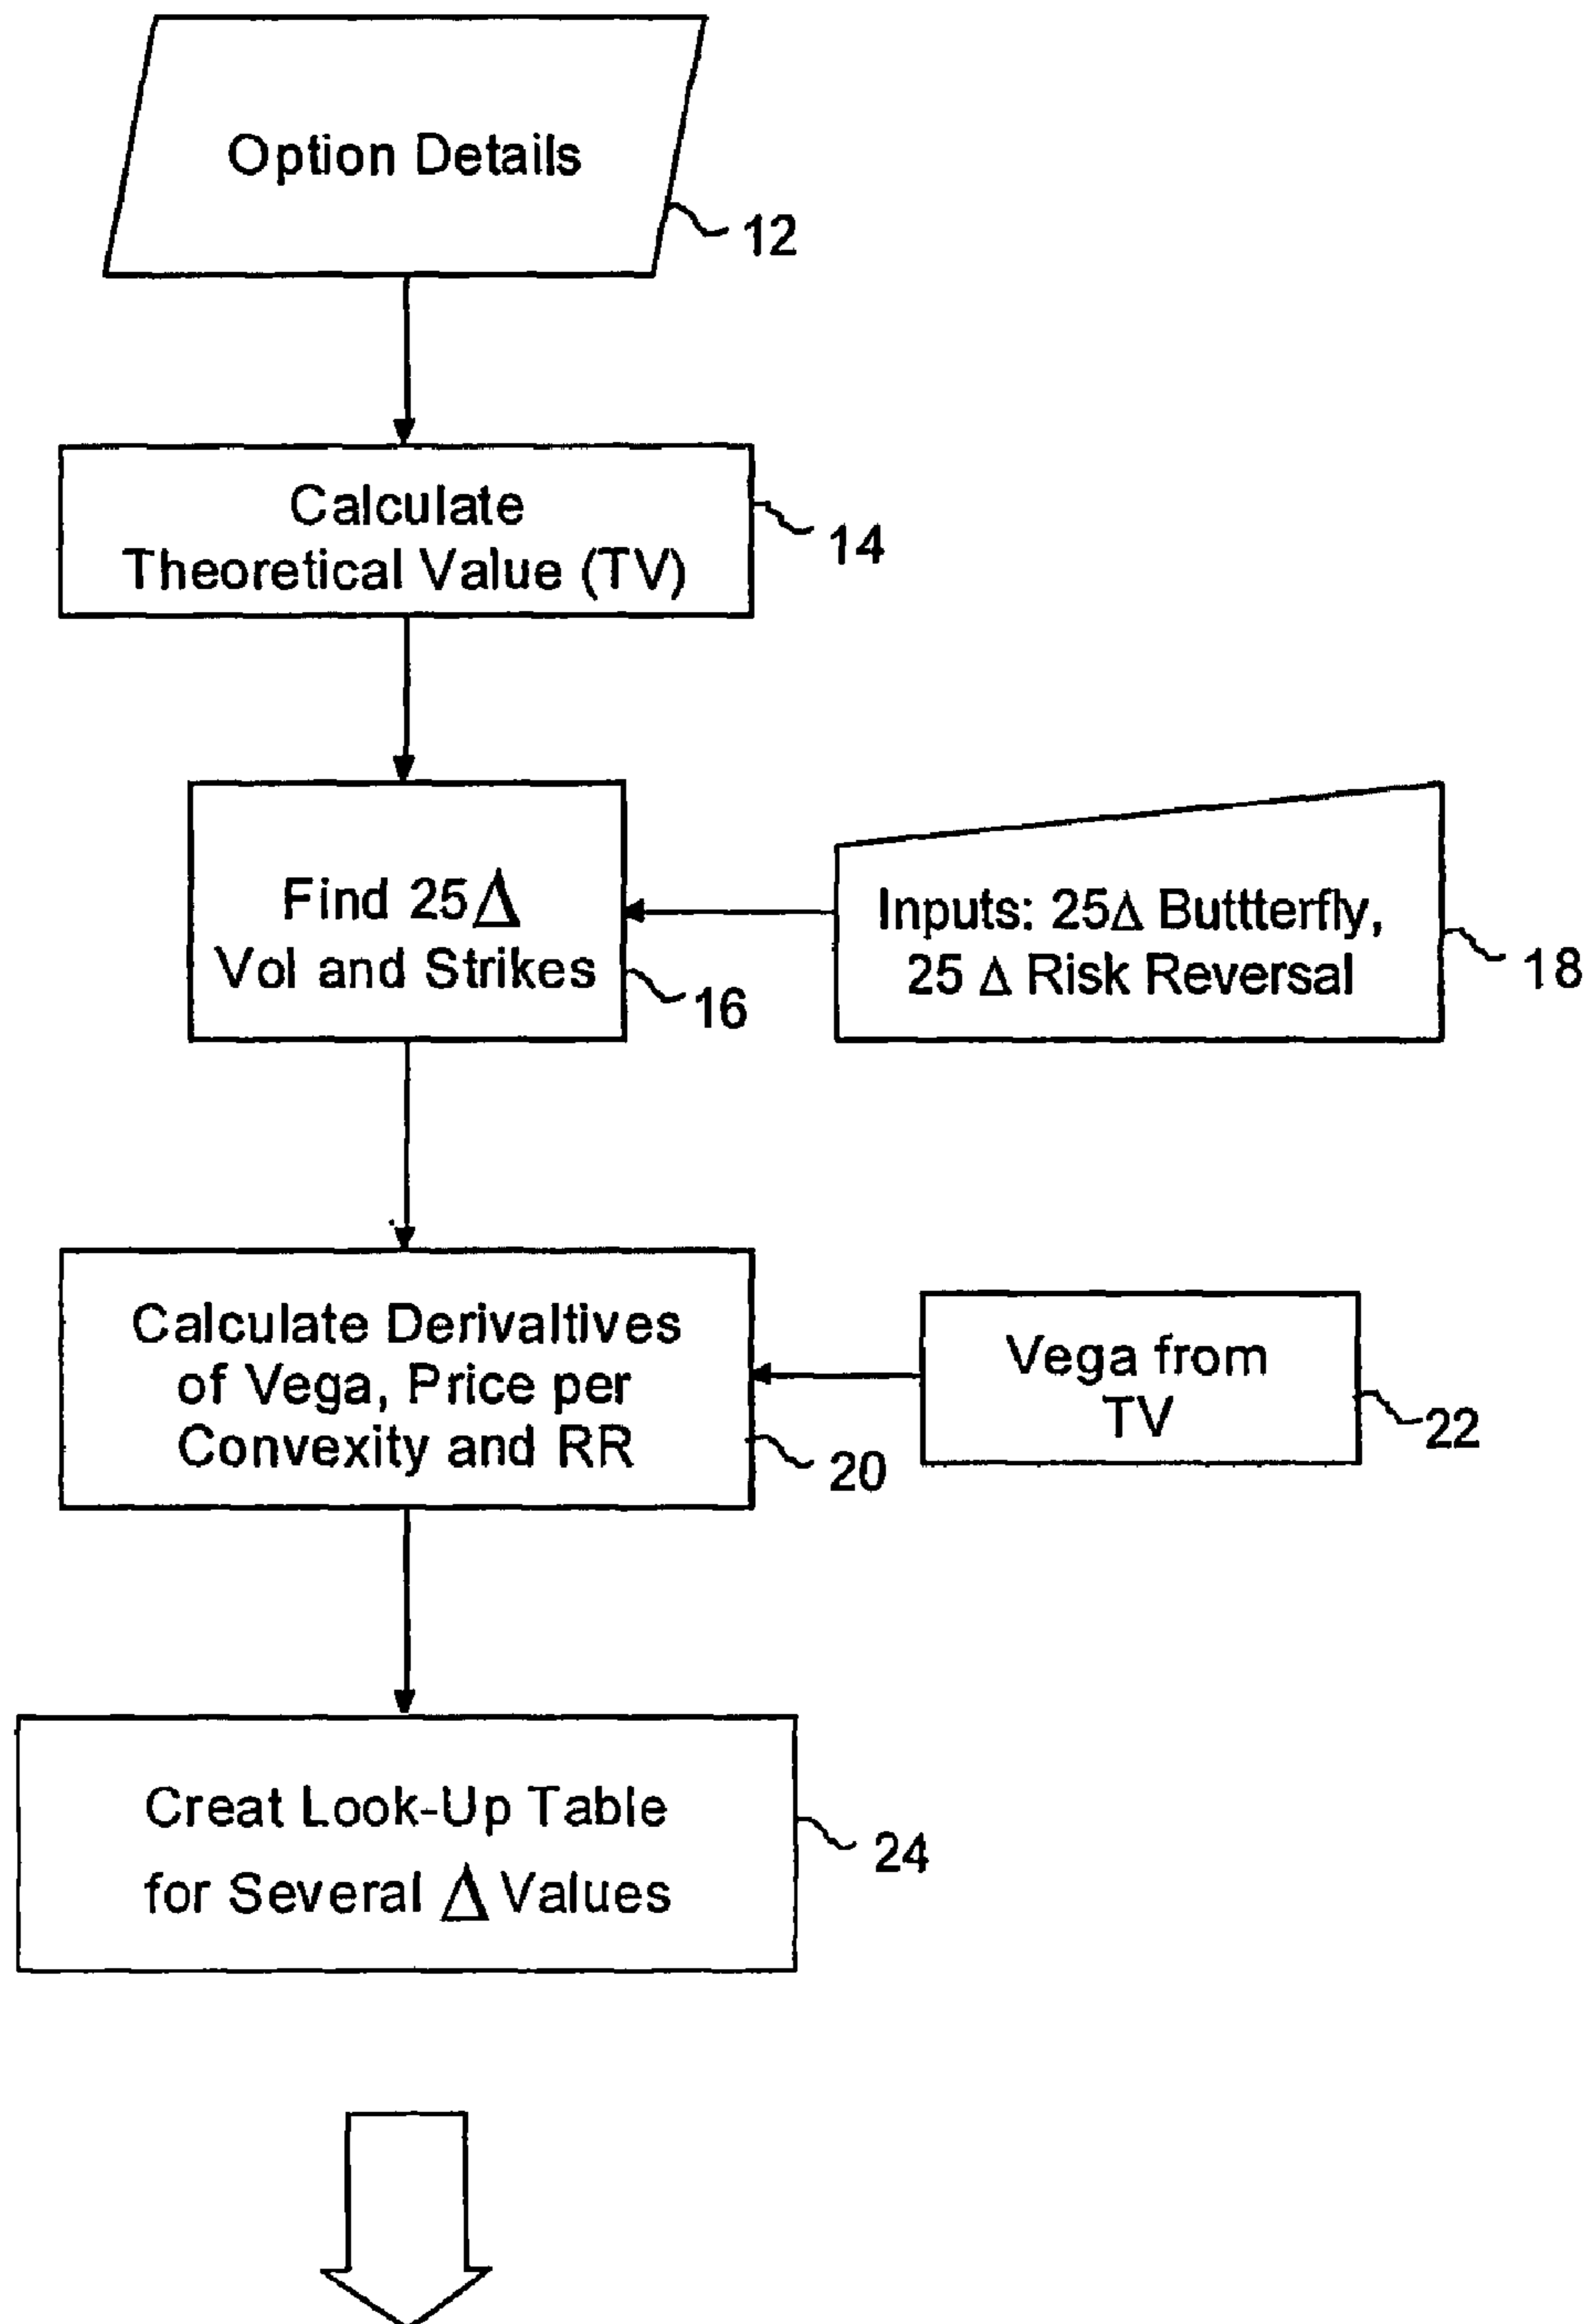 Option Details
12
Calculate
Theoretical Value (TV)
14
Find 25Δ
Vol and Strikes
16
Inputs: 25Δ Buttterfly,
25 Δ Risk Reversal
18
Calculate Derivaltives
of Vega, Price per
Convexity and RR
20
Vega from
TV
22
Creat Look-Up Table
for Several Δ Values
24